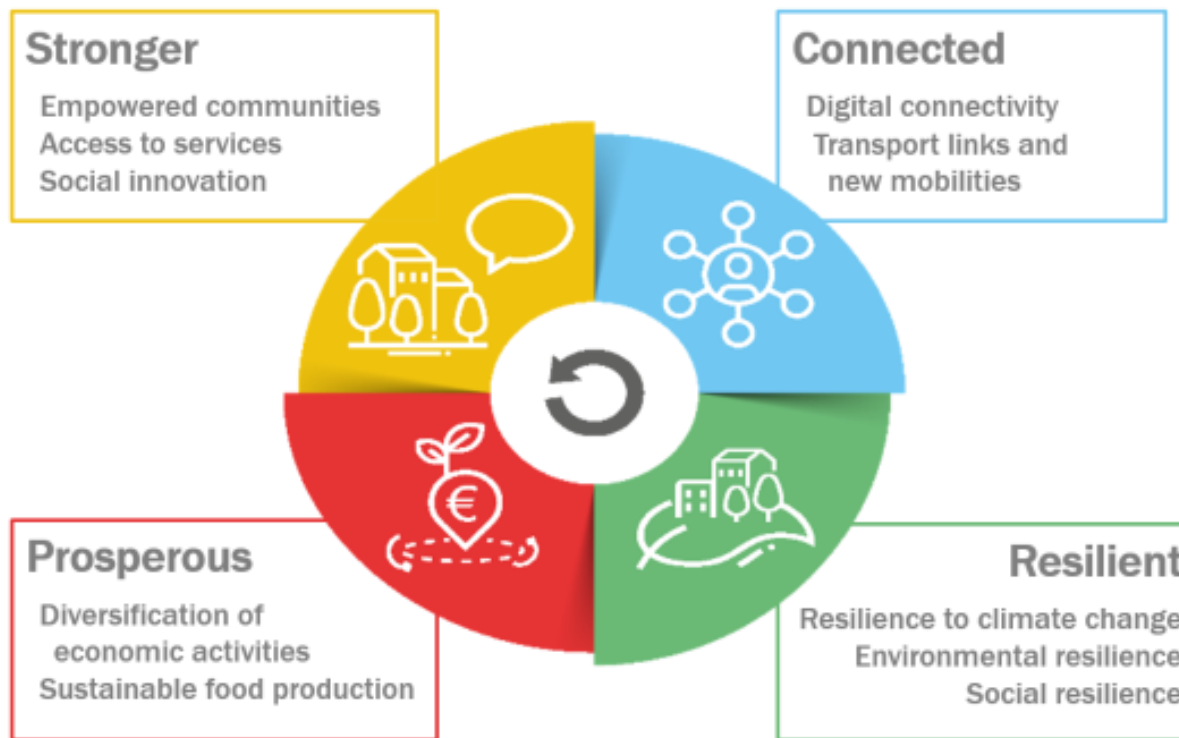 Stronger
Empowered communities
Access to services
Social innovation
Connected
Digital connectivity
Transport links and
new mobilities
€
Prosperous
Diversification of
economic activities
Sustainable food production
Resilient
Resilience to climate change
Environmental resilience
Social resilience